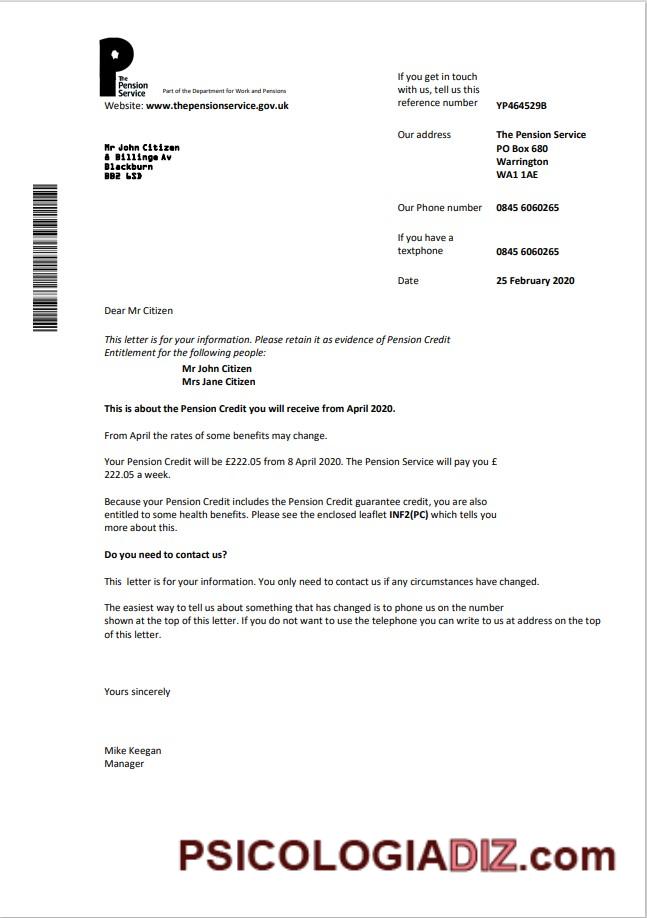 The
Pension
Service
Part of the Department for Work and Pensions
Website: www.thepensionservice.gov.uk
If you get in touch
with us, tell us this
reference number YP464529B
Our address The Pension Service
PO Box 680
Warrington
WA1 1AE
Mr John Citizen
8 Billinge Av
Blackburn
BB2 6SD
Our Phone number 0845 6060265
If you have a
textphone 0845 6060265
Date 25 February 2020
Dear Mr Citizen
This letter is for your information. Please retain it as evidence of Pension Credit
Entitlement for the following people:
Mr John Citizen
Mrs Jane Citizen
This is about the Pension Credit you will receive from April 2020.
From April the rates of some benefits may change.
Your Pension Credit will be £222.05 from 8 April 2020. The Pension Service will pay you £
222.05 a week.
Because your Pension Credit includes the Pension Credit guarantee credit, you are also
entitled to some health benefits. Please see the enclosed leaflet INF2(PC) which tells you
more about this.
Do you need to contact us?
This letter is for your information. You only need to contact us if any circumstances have changed.
The easiest way to tell us about something that has changed is to phone us on the number
shown at the top of this letter. If you do not want to use the telephone you can write to us at address on the top
of this letter.
Yours sincerely
Mike Keegan
Manager
PSICOLOGIADIZ.com